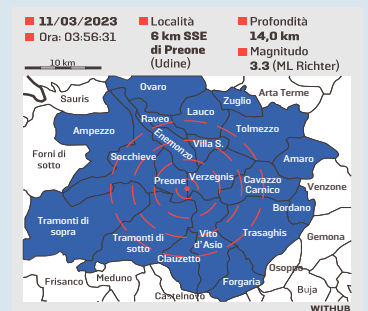 11/03/2023
Ora: 03:56:31
Località
6 km SSE
di Preone
(Udine)
Profondità
14,0 km
Magnitudo
3.3 (ML Richter)
10 km
Ovaro
Sauris
Zuglio
Arta Terme
Lauco
Raveo
Ampezzo
Tolmezzo
Enemonzo
Villa S.
Forni di
sotto
Socchieve
Amaro
Preone
Verzegnis
Cavazzo
Carnico
Venzone
Bordano
Tramonti di
sopra
Tramonti di
sotto
Vito
d'Asio
Trasaghis
Gemona
Clauzetto
Osoppo
Meduno
Frisanco
Forgaria
Buja
Castelnovo
WITHUB